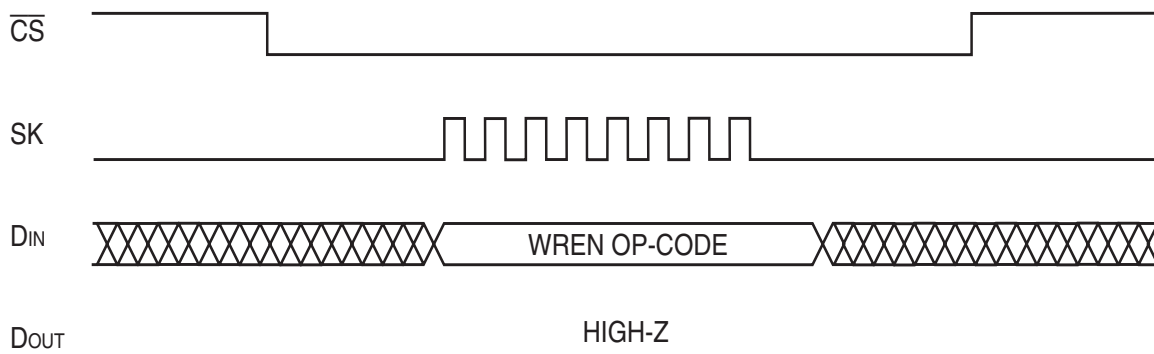 CS
SK
DIN
WREN OP-CODE
DOUT
HIGH-Z